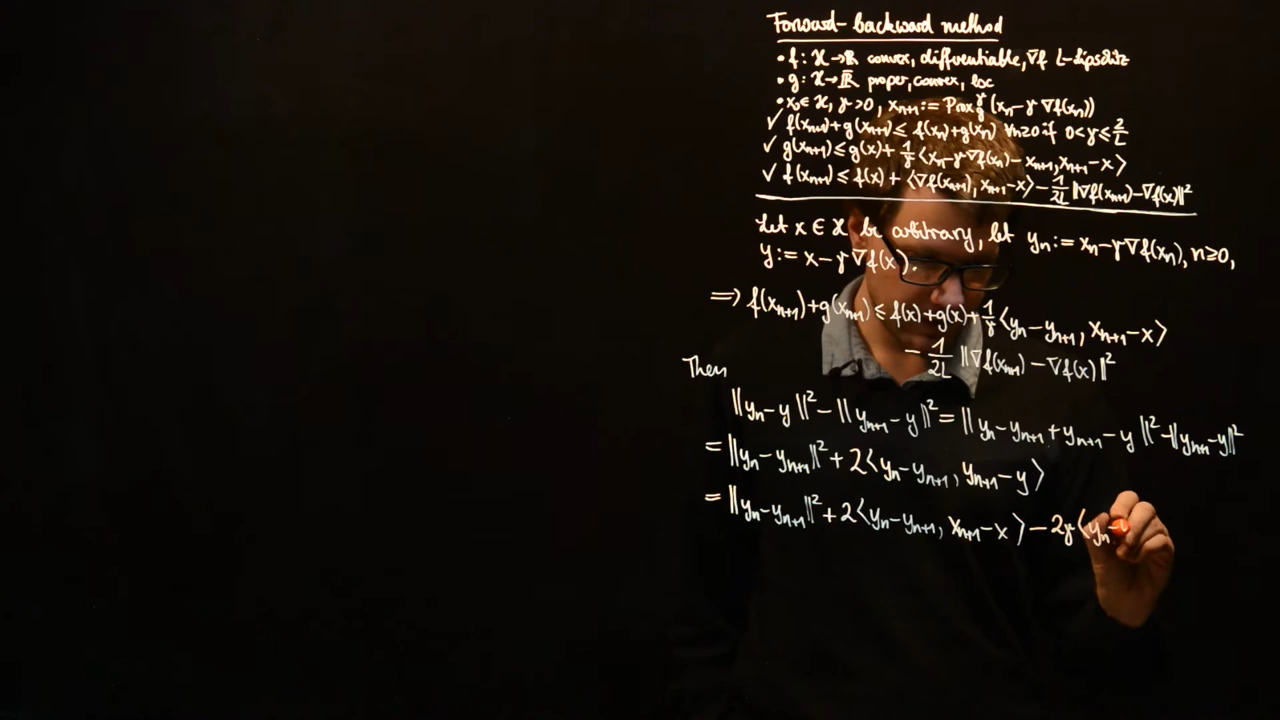 Forward-backward method
• f: ℋ→ℝ convex, differentiable, ∇f L-Lipschitz
• g: ℋ→ℝ̄ proper, convex, lsc
• x₀ ∈ ℋ, γ>0, xₙ₊₁ := Prox_g^γ (xₙ − γ∇f(xₙ))
✓ f(xₙ₊₁)+g(xₙ₊₁) ≤ f(xₙ)+g(xₙ) ∀n≥0 if 0<γ≤2/L
✓ g(xₙ₊₁) ≤ g(x) + 1/γ ⟨xₙ−γ∇f(xₙ)−xₙ₊₁, xₙ₊₁−x⟩
✓ f(xₙ₊₁) ≤ f(x) + ⟨∇f(xₙ₊₁), xₙ₊₁−x⟩ − 1/2L ‖∇f(xₙ₊₁)−∇f(x)‖²
Let x ∈ ℋ be arbitrary, let yₙ := xₙ−γ∇f(xₙ), n≥0,
y := x−γ∇f(x).
⇒ f(xₙ₊₁)+g(xₙ₊₁) ≤ f(x)+g(x)+ 1/γ ⟨yₙ−yₙ₊₁, xₙ₊₁−x⟩
− 1/2L ‖∇f(xₙ₊₁)−∇f(x)‖²
Then
‖yₙ−y‖² − ‖yₙ₊₁−y‖² = ‖yₙ−yₙ₊₁+yₙ₊₁−y‖² − ‖yₙ₊₁−y‖²
= ‖yₙ−yₙ₊₁‖² + 2⟨yₙ−yₙ₊₁, yₙ₊₁−y⟩
= ‖yₙ−yₙ₊₁‖² + 2⟨yₙ−yₙ₊₁, xₙ₊₁−x⟩ − 2γ⟨yₙ−